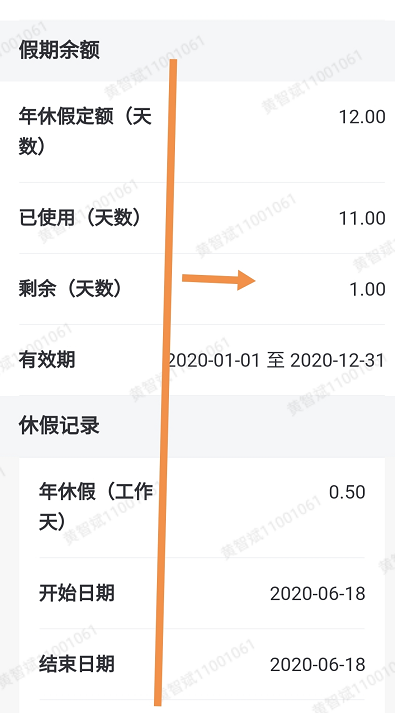 假期余额
年休假定额（天 12.00
数）
已使用（天数） 11.00
剩余（天数） 1.00
有效期 2020-01-01 至 2020-12-31
休假记录
年休假（工作 0.50
天）
开始日期 2020-06-18
结束日期 2020-06-18
黄智斌11001061